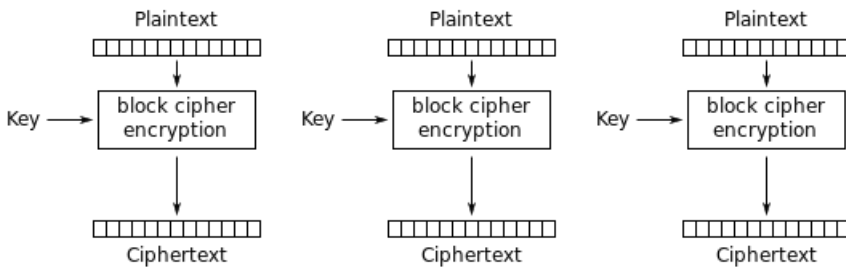 Plaintext
Plaintext
Plaintext
Key
block cipher
encryption
Key
block cipher
encryption
Key
block cipher
encryption
Ciphertext
Ciphertext
Ciphertext